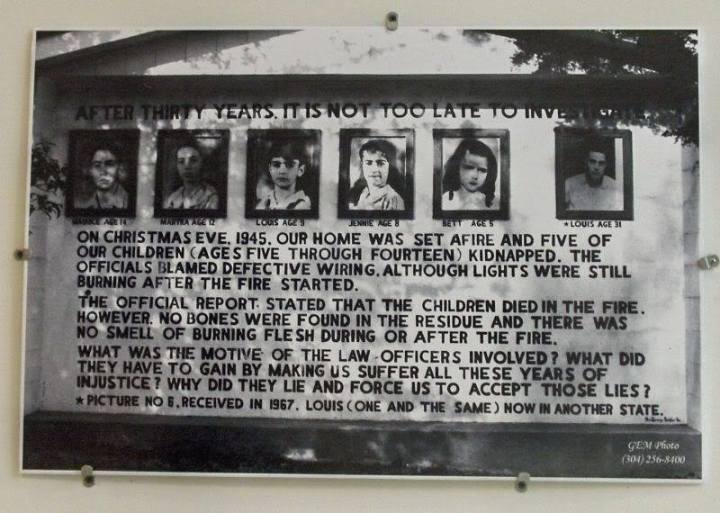 AFTER THIRTY YEARS. IT IS NOT TOO LATE TO INVESTIGATE
MAURICE AGE 14 MARTHA AGE 12 LOUIS AGE 9 JENNIE AGE 8 BETT AGE 5 ★LOUIS AGE 31
ON CHRISTMAS EVE. 1945. OUR HOME WAS SET AFIRE AND FIVE OF
OUR CHILDREN (AGES FIVE THROUGH FOURTEEN) KIDNAPPED. THE
OFFICIALS BLAMED DEFECTIVE WIRING. ALTHOUGH LIGHTS WERE STILL
BURNING AFTER THE FIRE STARTED.
THE OFFICIAL REPORT STATED THAT THE CHILDREN DIED IN THE FIRE.
HOWEVER. NO BONES WERE FOUND IN THE RESIDUE AND THERE WAS
NO SMELL OF BURNING FLESH DURING OR AFTER THE FIRE.
WHAT WAS THE MOTIVE OF THE LAW OFFICERS INVOLVED? WHAT DID
THEY HAVE TO GAIN BY MAKING US SUFFER ALL THESE YEARS OF
INJUSTICE? WHY DID THEY LIE AND FORCE US TO ACCEPT THOSE LIES?
★PICTURE NO 6. RECEIVED IN 1967. LOUIS (ONE AND THE SAME) NOW IN ANOTHER STATE.
GEM Photo
(304) 256-8400